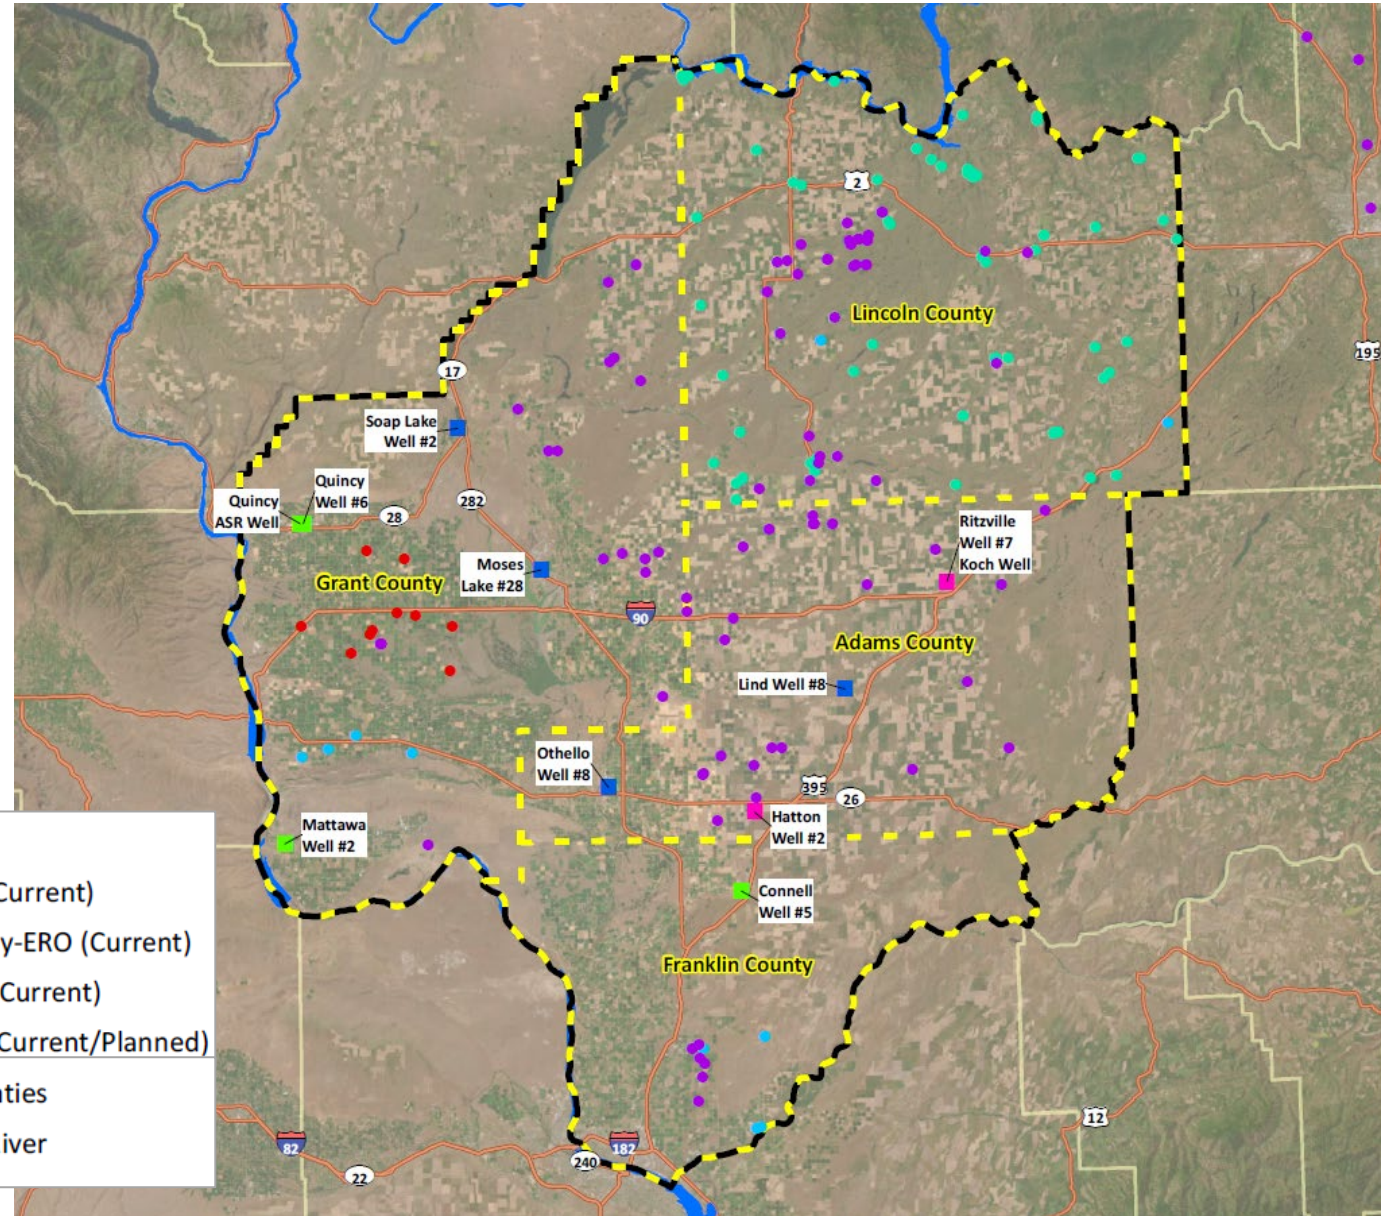 2
Lincoln County
195
17
Soap Lake
Well #2
Quincy
Well #6
Quincy
ASR Well
282
28
Ritzville
Well #7
Koch Well
Moses
Lake #28
Grant County
90
Adams County
Lind Well #8
Othello
Well #8
395
26
Hatton
Well #2
Mattawa
Well #2
Connell
Well #5
Current)
y-ERO (Current)
Current)
Current/Planned)
nties
iver
Franklin County
12
82
182
240
22